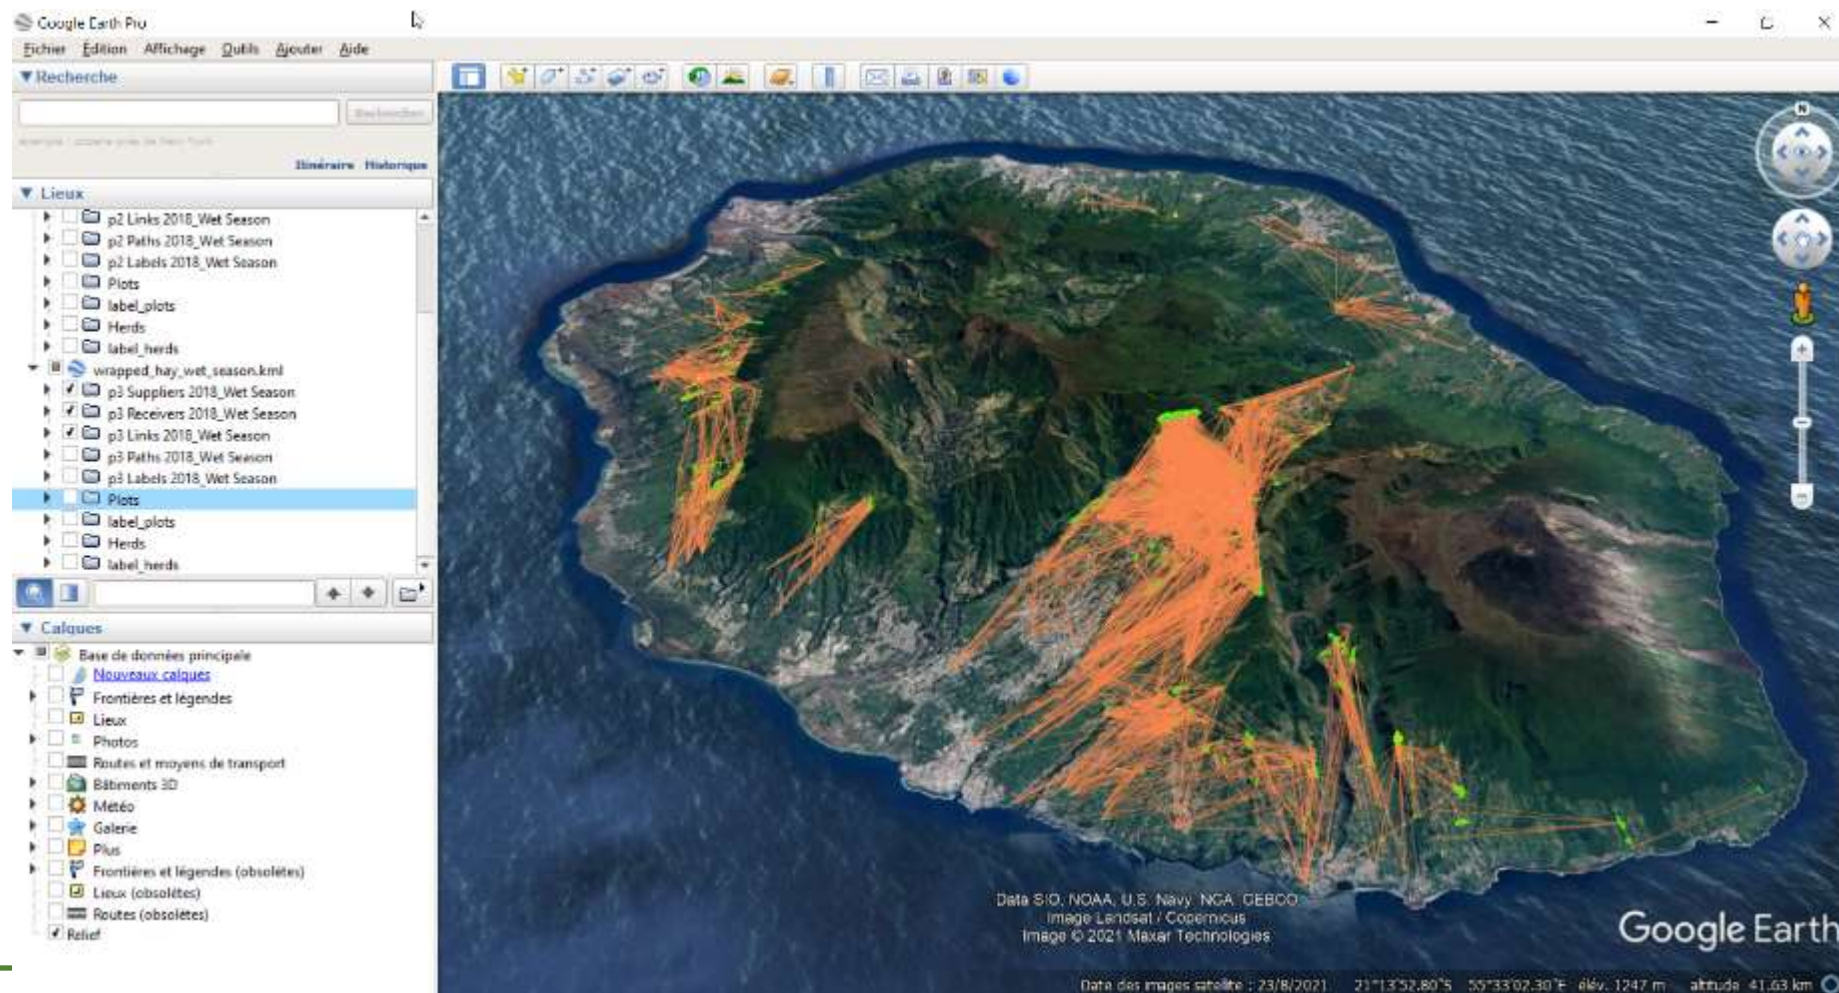 Google Earth Pro
Fichier Édition Affichage Outils Ajouter Aide
Recherche
Rechercher
Itinéraire Historique
Lieux
p2 Links 2018_Wet Season
p2 Paths 2018_Wet Season
p2 Labels 2018_Wet Season
Plots
label_plots
Herds
label_herds
wrapped_hay_wet_season.kml
p3 Suppliers 2018_Wet Season
p3 Receivers 2018_Wet Season
p3 Links 2018_Wet Season
p3 Paths 2018_Wet Season
p3 Labels 2018_Wet Season
Plots
label_plots
Herds
label_herds
Calques
Base de données principale
Nouveaux calques
Frontières et légendes
Lieux
Photos
Routes et moyens de transport
Bâtiments 3D
Météo
Galerie
Plus
Frontières et légendes (obsolètes)
Lieux (obsolètes)
Routes (obsolètes)
Relief
N
Data SIO, NOAA, U.S. Navy, NGA, GEBCO
Image Landsat / Copernicus
Image © 2021 Maxar Technologies
Google Earth
Date des images satellite : 23/8/2021 21°13'52.80"S 55°33'02.30"E élév. 1247 m altitude 41.63 km